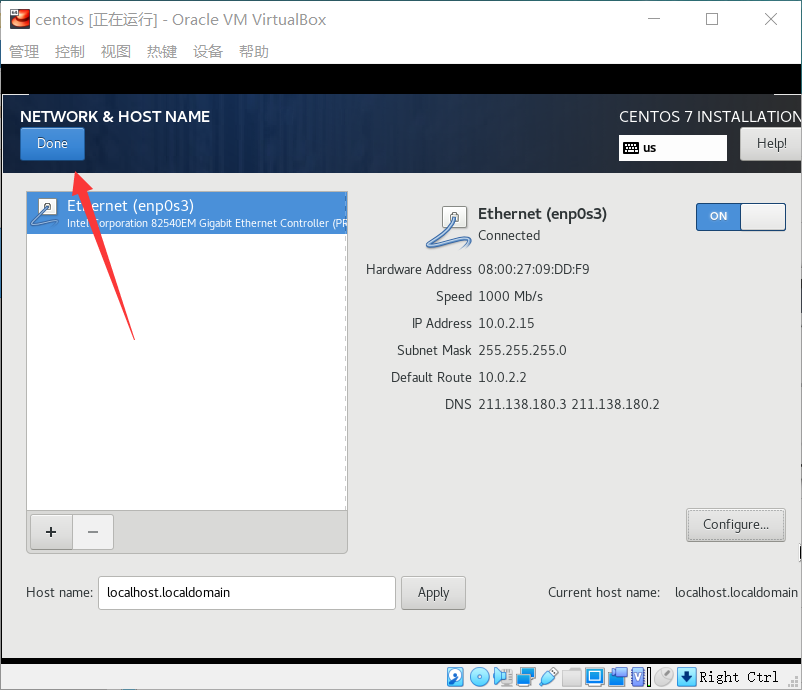 centos [正在运行] - Oracle VM VirtualBox
管理 控制 视图 热键 设备 帮助
NETWORK & HOST NAME
CENTOS 7 INSTALLATION
Done
us
Help!
Ethernet (enp0s3)
Intel Corporation 82540EM Gigabit Ethernet Controller (PR
Ethernet (enp0s3)
Connected
ON
Hardware Address 08:00:27:09:DD:F9
Speed 1000 Mb/s
IP Address 10.0.2.15
Subnet Mask 255.255.255.0
Default Route 10.0.2.2
DNS 211.138.180.3 211.138.180.2
+ −
Configure...
Host name: localhost.localdomain Apply Current host name: localhost.localdomain
Right Ctrl